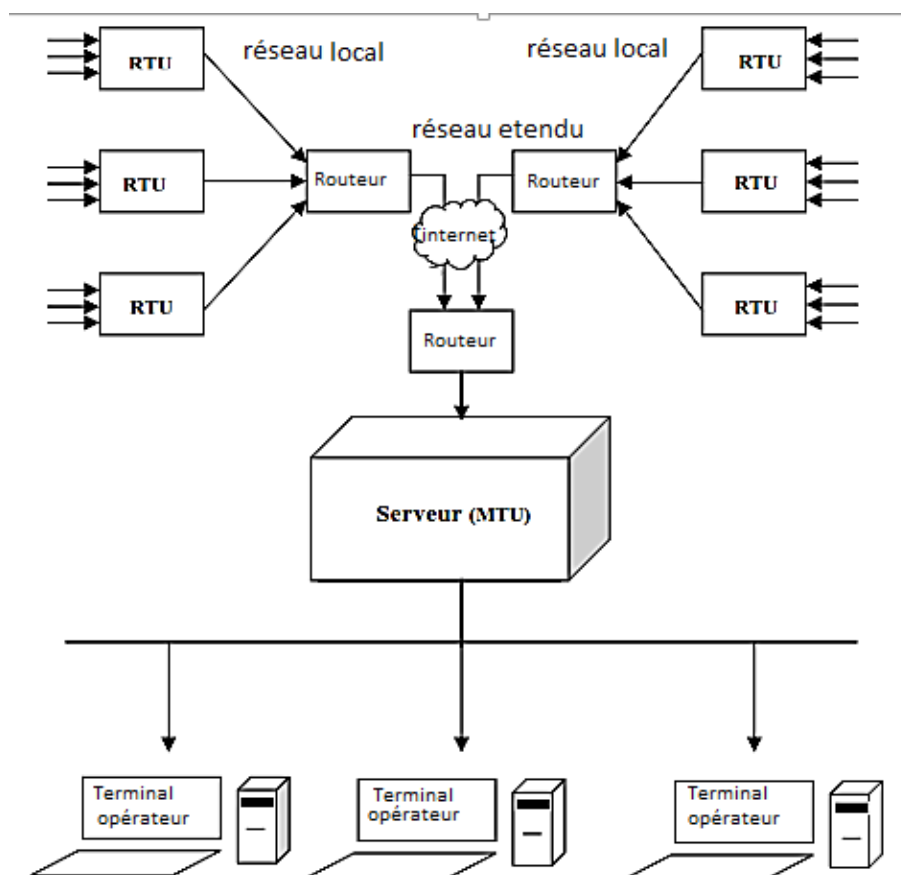 réseau local
réseau local
RTU
RTU
réseau etendu
RTU
Routeur
Routeur
RTU
internet
RTU
RTU
Routeur
Serveur (MTU)
Terminal
opérateur
Terminal
opérateur
Terminal
opérateur